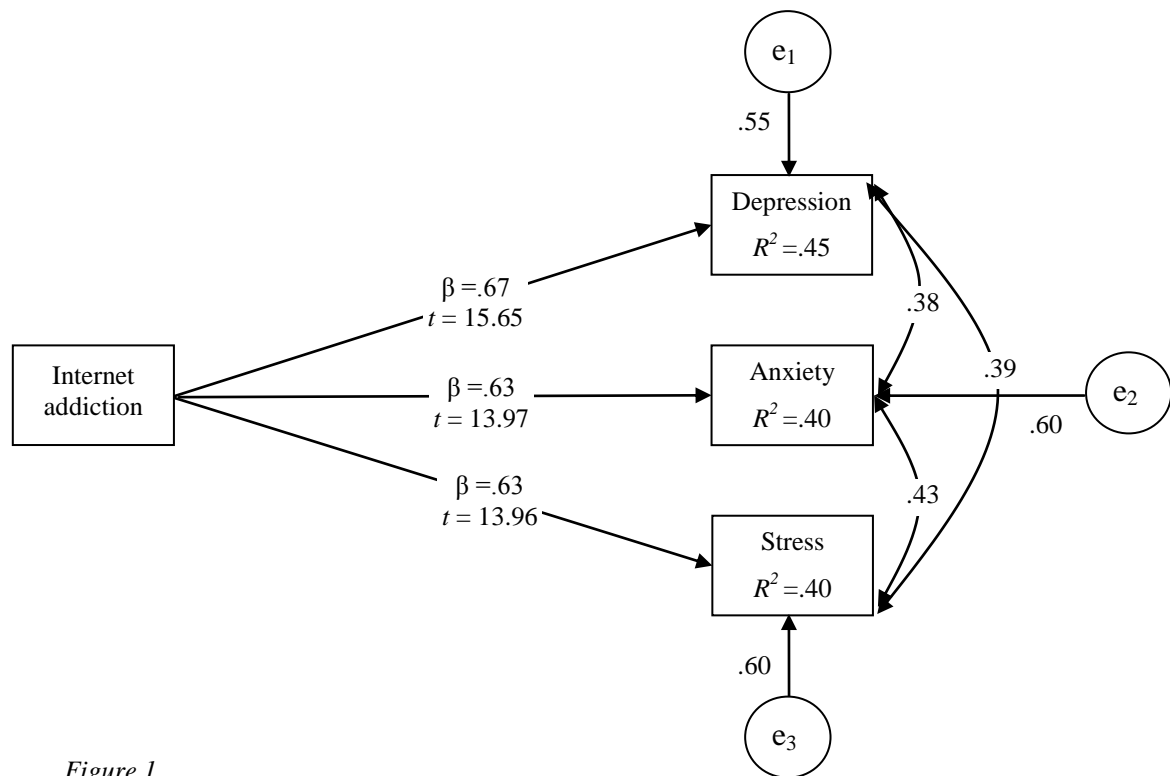 e₁
.55
Depression
R² =.45
β =.67
t = 15.65
.38
Internet
addiction
Anxiety
R² =.40
β =.63
t = 13.97
.39
e₂
.60
β =.63
t = 13.96
.43
Stress
R² =.40
.60
e₃
Figure 1